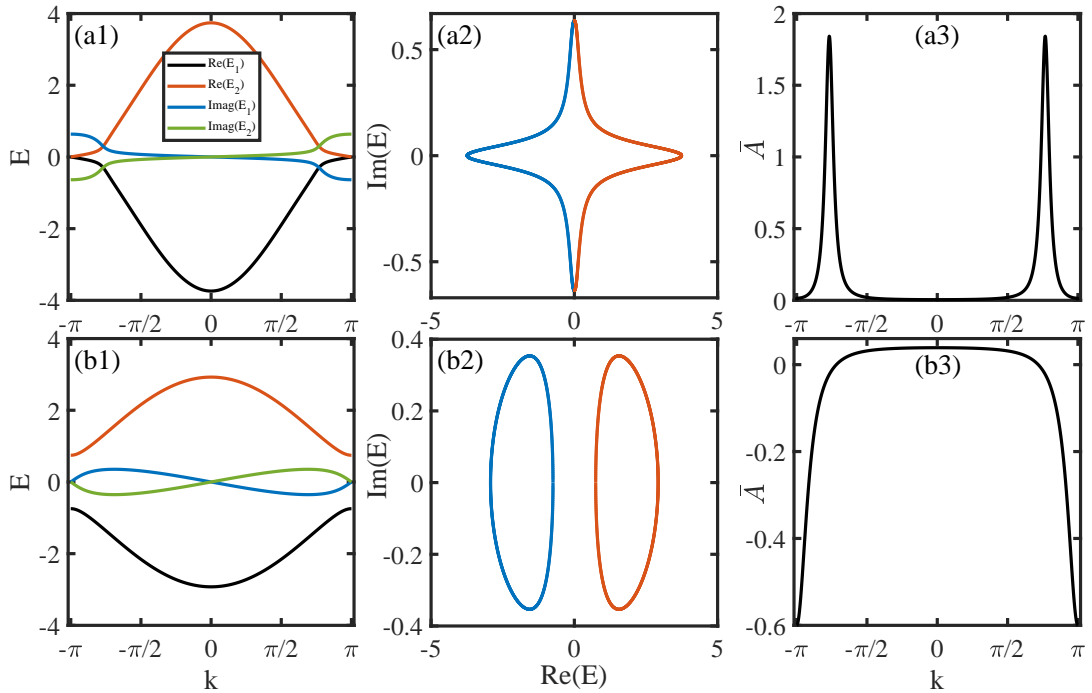 (a1)
4
2
0
-2
-4
E
Re(E1)
Re(E2)
Imag(E1)
Imag(E2)
-π -π/2 0 π/2 π
(a2)
0.5
0
-0.5
Im(E)
-5 0 5
(a3)
2
1.5
1
0.5
0
A̅
-π -π/2 0 π/2 π
(b1)
4
2
0
-2
-4
E
-π -π/2 0 π/2 π
k
(b2)
0.4
0.2
0
-0.2
-0.4
Im(E)
-5 0 5
Re(E)
(b3)
0
-0.2
-0.4
-0.6
A̅
-π -π/2 0 π/2 π
k